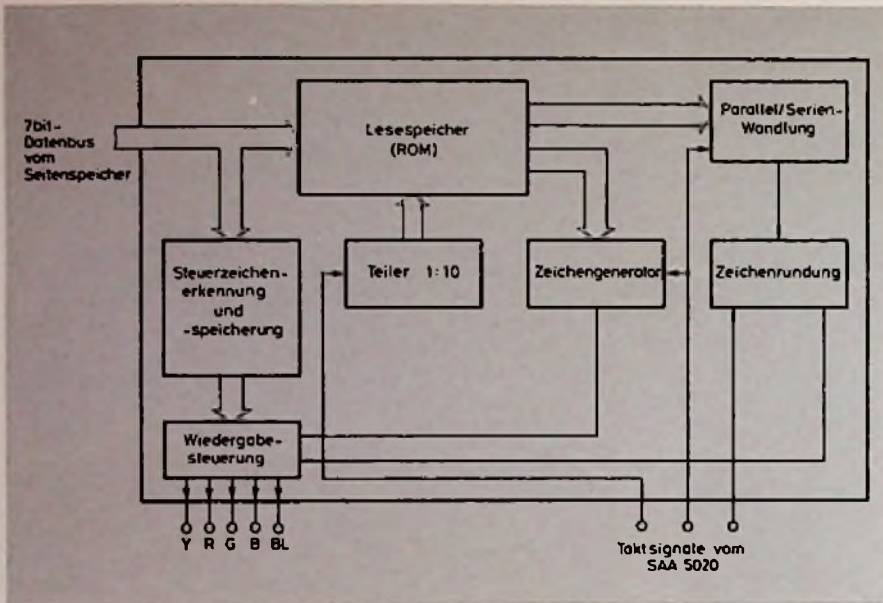 7bit-
Datenbus
vom
Seitenspeicher
Lesespeicher
(ROM)
Parallel/Serien-
Wandlung
Steuerzeichen-
erkennung
und
-speicherung
Teiler 1:10
Zeichengenerator
Zeichenrundung
Wiedergabe-
steuerung
Y R G B BL
Taktsignale vom
SAA 5020